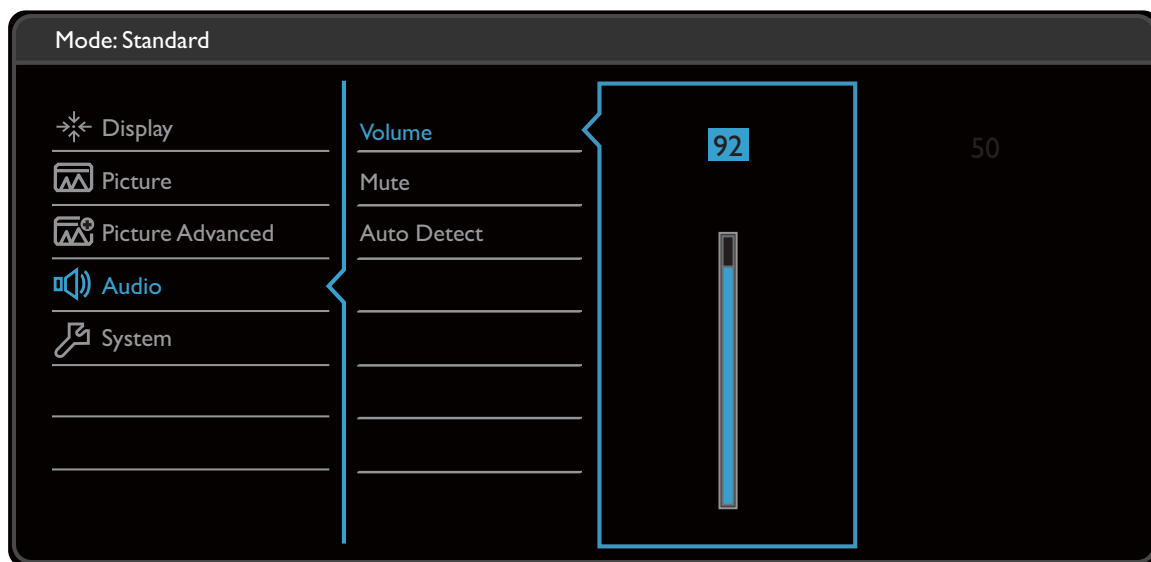 Mode: Standard
Display
Picture
Picture Advanced
Audio
System
Volume
Mute
Auto Detect
92
50